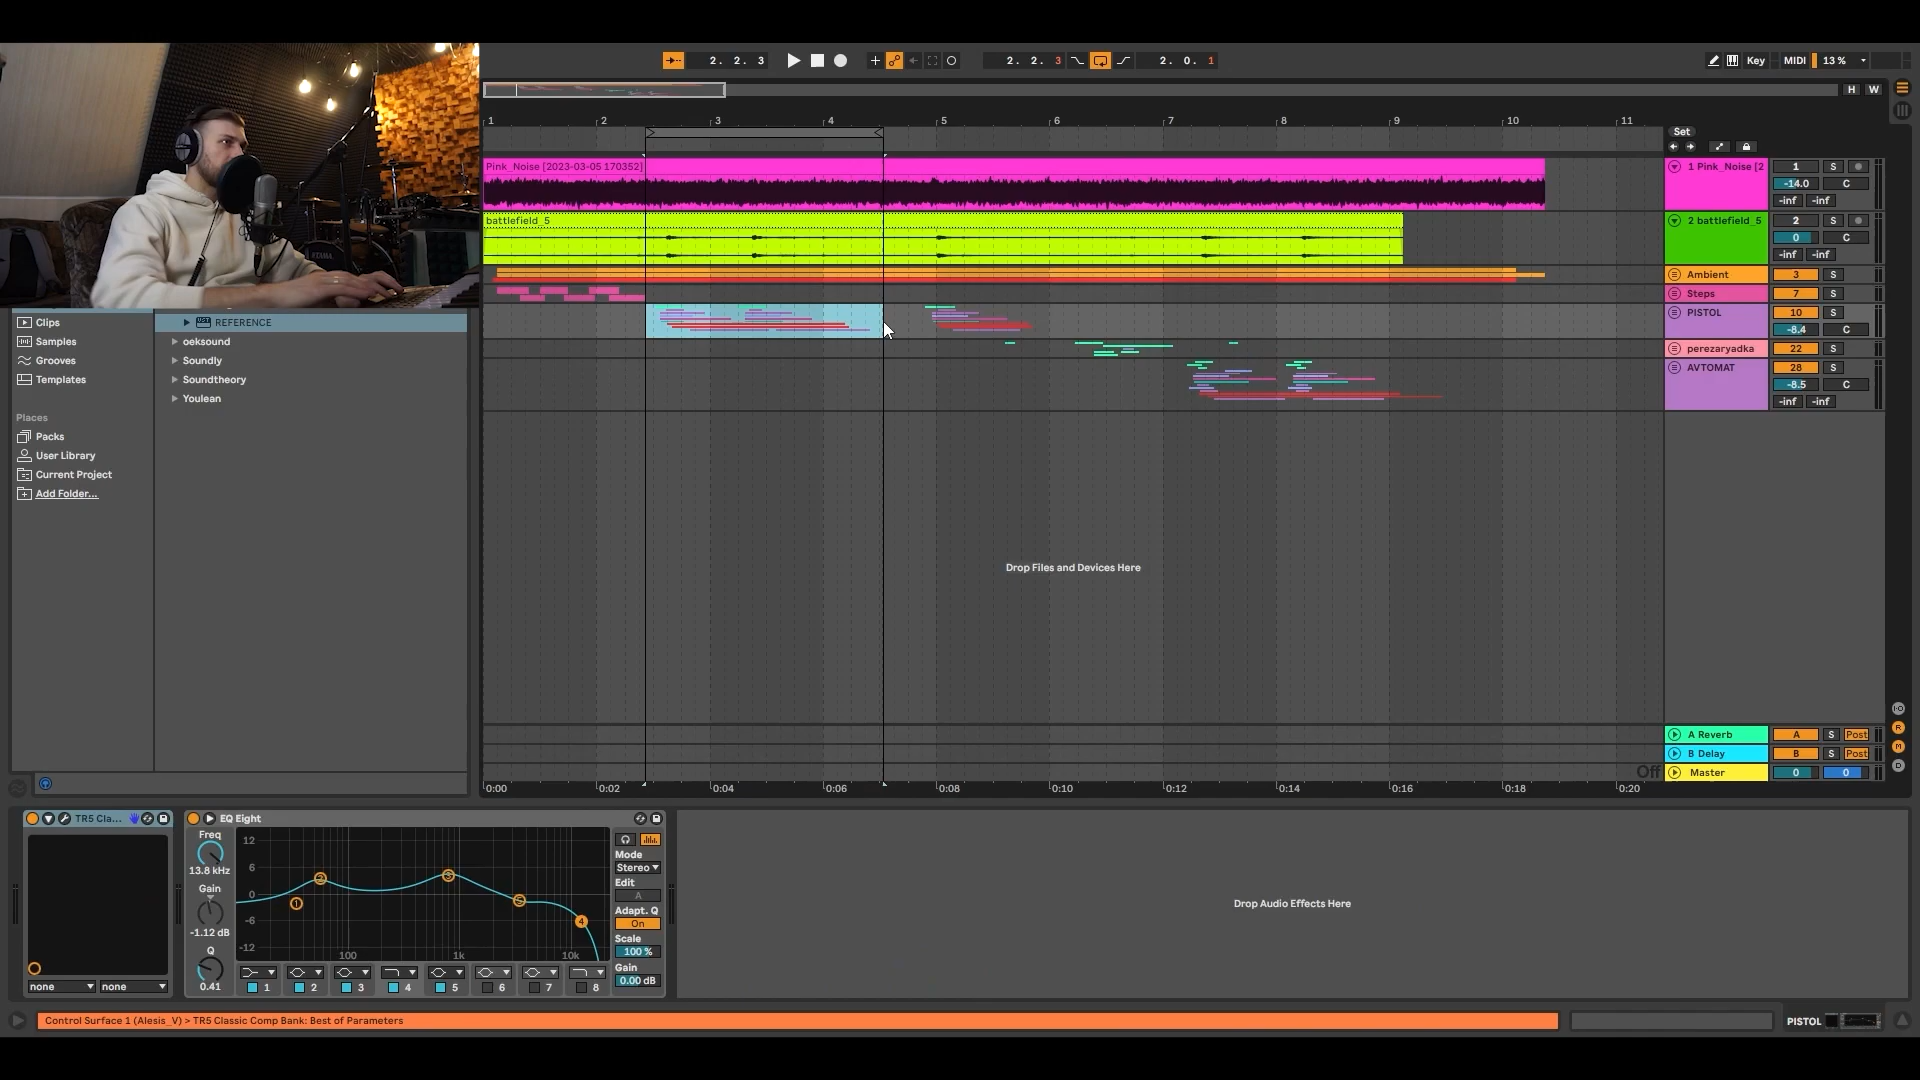 2. 2. 3
2. 2. 3
2. 0. 1
Key
MIDI
13 %
H
W
1
2
3
4
5
6
7
8
9
10
11
Set
Pink_Noise [2023-03-05 170352]
1 Pink_Noise [2
1
S
-14.0
C
-inf
-inf
battlefield_5
2 battlefield_5
2
S
0
C
-inf
-inf
Ambient
3
S
Steps
7
S
PISTOL
10
S
-8.4
C
perezaryadka
22
S
AVTOMAT
28
S
-8.5
C
-inf
-inf
Clips
Samples
Grooves
Templates
Places
Packs
User Library
Current Project
Add Folder...
REFERENCE
oeksound
Soundly
Soundtheory
Youlean
Drop Files and Devices Here
A Reverb
A
S
Post
B Delay
B
S
Post
Off
Master
0
0
0:00
0:02
0:04
0:06
0:08
0:10
0:12
0:14
0:16
0:18
0:20
TR5 Cla...
none
none
EQ Eight
Freq
13.8 kHz
Gain
-1.12 dB
Q
0.41
12
6
0
-6
-12
100
1k
10k
1
2
3
4
5
6
7
8
Mode
Stereo
Edit
A
Adapt. Q
On
Scale
100 %
Gain
0.00 dB
Drop Audio Effects Here
Control Surface 1 (Alesis_V) > TR5 Classic Comp Bank: Best of Parameters
PISTOL